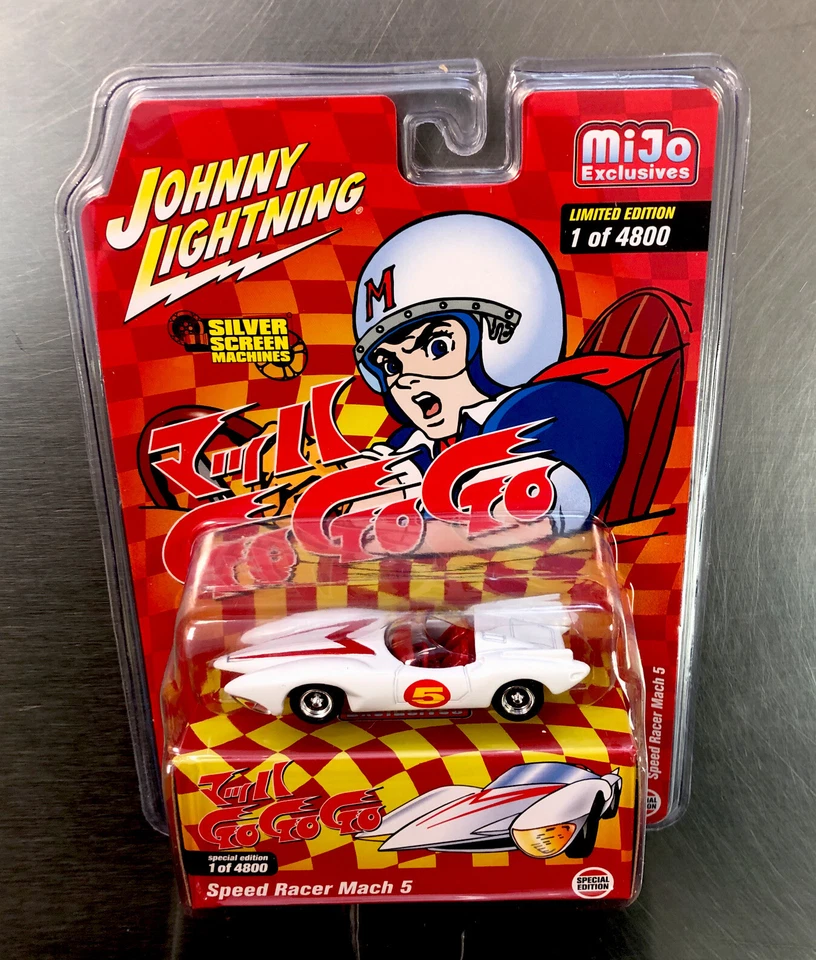 JOHNNY
LIGHTNING®
MiJo
Exclusives
LIMITED EDITION
1 of 4800
M
SILVER
SCREEN
MACHINES
マッハ
GoGoGo
5
Speed Racer Mach 5
マッハ
GoGoGo
special edition
1 of 4800
Speed Racer Mach 5
SPECIAL
EDITION